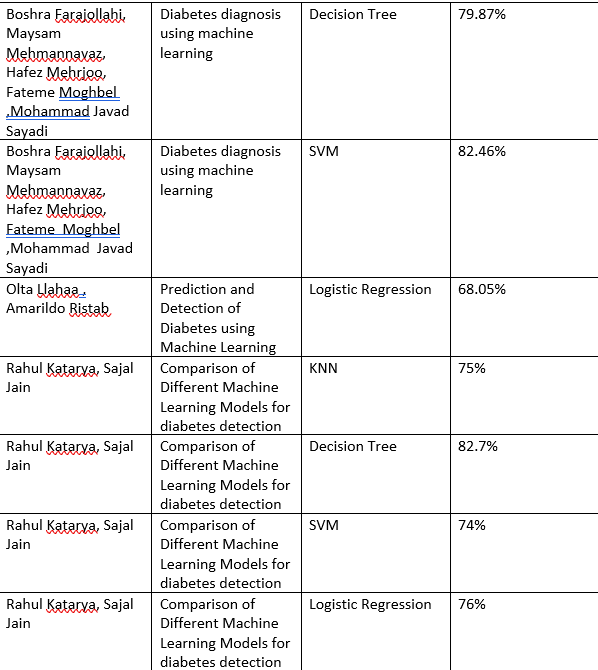 Boshra Farajollahi,
Maysam
Mehmannavaz,
Hafez Mehrjoo,
Fateme Moghbel
,Mohammad Javad
Sayadi
Diabetes diagnosis
using machine
learning
Decision Tree
79.87%
Boshra Farajollahi,
Maysam
Mehmannavaz,
Hafez Mehrjoo,
Fateme Moghbel
,Mohammad Javad
Sayadi
Diabetes diagnosis
using machine
learning
SVM
82.46%
Olta Llahaa ,
Amarildo Ristab
Prediction and
Detection of
Diabetes using
Machine Learning
Logistic Regression
68.05%
Rahul Katarya, Sajal
Jain
Comparison of
Different Machine
Learning Models for
diabetes detection
KNN
75%
Rahul Katarya, Sajal
Jain
Comparison of
Different Machine
Learning Models for
diabetes detection
Decision Tree
82.7%
Rahul Katarya, Sajal
Jain
Comparison of
Different Machine
Learning Models for
diabetes detection
SVM
74%
Rahul Katarya, Sajal
Jain
Comparison of
Different Machine
Learning Models for
diabetes detection
Logistic Regression
76%